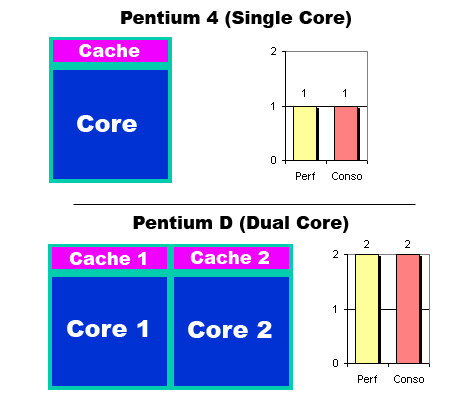 Pentium 4 (Single Core)
Cache
Core
2
1
0
1
1
Perf
Conso
Pentium D (Dual Core)
Cache 1
Cache 2
Core 1
Core 2
2
1
0
2
2
Perf
Conso